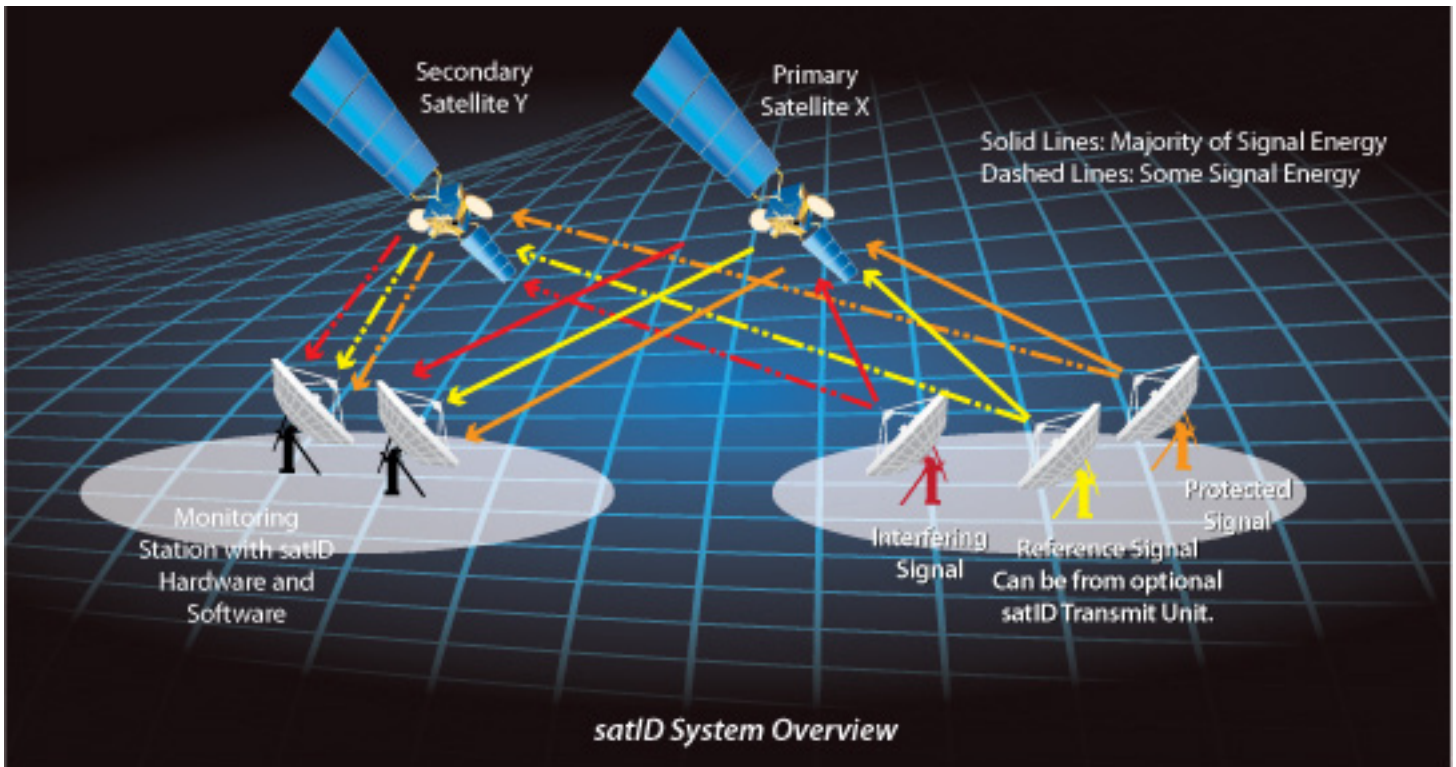 Secondary
Satellite Y
Primary
Satellite X
Solid Lines: Majority of Signal Energy
Dashed Lines: Some Signal Energy
Monitoring
Station with satID
Hardware and
Software
Interfering
Signal
Reference Signal
Can be from optional
satID Transmit Unit.
Protected
Signal
satID System Overview